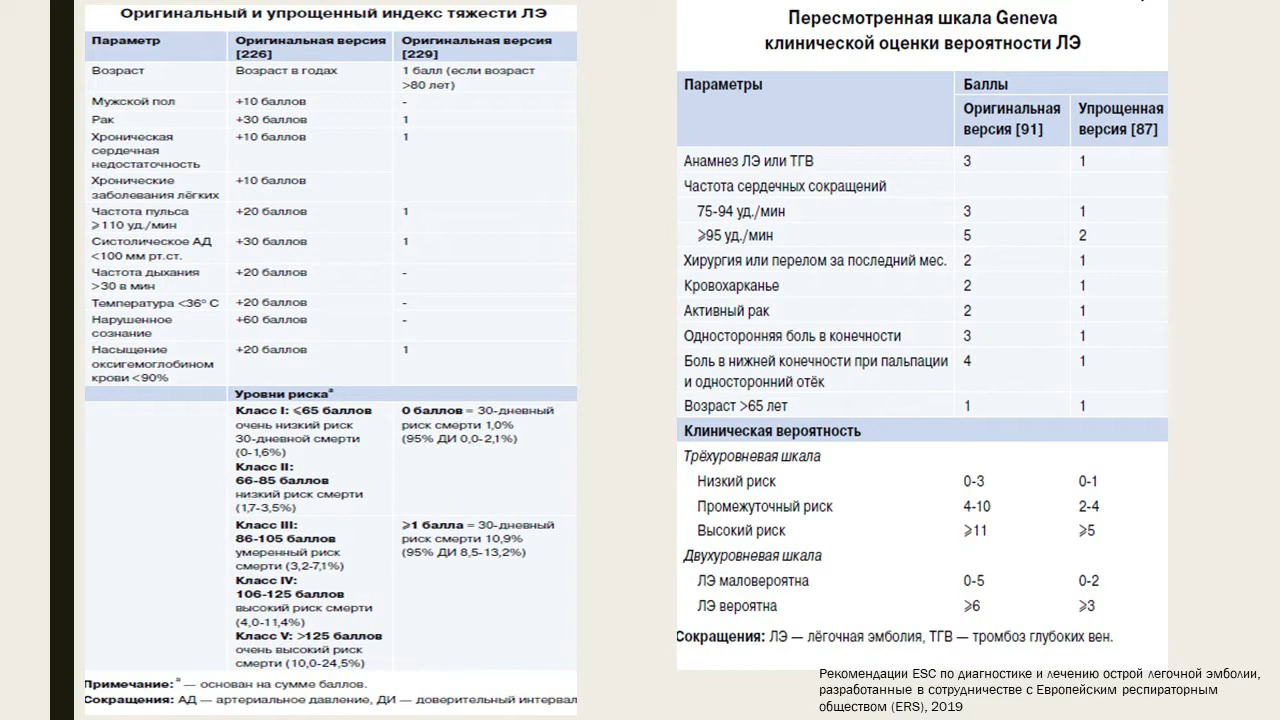 Оригинальный и упрощенный индекс тяжести ЛЭ
Параметр
Оригинальная версия
[226]
Оригинальная версия
[229]
Возраст
Возраст в годах
1 балл (если возраст
>80 лет)
Мужской пол
+10 баллов
-
Рак
+30 баллов
1
Хроническая
сердечная
недостаточность
+10 баллов
1
Хронические
заболевания лёгких
+10 баллов
Частота пульса
⩾110 уд./мин
+20 баллов
1
Систолическое АД
<100 мм рт.ст.
+30 баллов
1
Частота дыхания
>30 в мин
+20 баллов
-
Температура <36° С
+20 баллов
-
Нарушенное
сознание
+60 баллов
-
Насыщение
оксигемоглобином
крови <90%
+20 баллов
1
Уровни рискаª
Класс I: ⩽65 баллов
очень низкий риск
30-дневной смерти
(0-1,6%)
Класс II:
66-85 баллов
низкий риск смерти
(1,7-3,5%)
0 баллов = 30-дневный
риск смерти 1,0%
(95% ДИ 0,0-2,1%)
Класс III:
86-105 баллов
умеренный риск
смерти (3,2-7,1%)
Класс IV:
106-125 баллов
высокий риск смерти
(4,0-11,4%)
Класс V: >125 баллов
очень высокий риск
смерти (10,0-24,5%)
⩾1 балла = 30-дневный
риск смерти 10,9%
(95% ДИ 8,5-13,2%)
Примечание: ª — основан на сумме баллов.
Сокращения: АД — артериальное давление, ДИ — доверительный интервал
Пересмотренная шкала Geneva
клинической оценки вероятности ЛЭ
Параметры
Баллы
Оригинальная
версия [91]
Упрощенная
версия [87]
Анамнез ЛЭ или ТГВ
3
1
Частота сердечных сокращений
75-94 уд./мин
3
1
⩾95 уд./мин
5
2
Хирургия или перелом за последний мес.
2
1
Кровохарканье
2
1
Активный рак
2
1
Односторонняя боль в конечности
3
1
Боль в нижней конечности при пальпации
и односторонний отёк
4
1
Возраст >65 лет
1
1
Клиническая вероятность
Трёхуровневая шкала
Низкий риск
0-3
0-1
Промежуточный риск
4-10
2-4
Высокий риск
⩾11
⩾5
Двухуровневая шкала
ЛЭ маловероятна
0-5
0-2
ЛЭ вероятна
⩾6
⩾3
Сокращения: ЛЭ — лёгочная эмболия, ТГВ — тромбоз глубоких вен.
Рекомендации ESC по диагностике и лечению острой легочной эмболии,
разработанные в сотрудничестве с Европейским респираторным
обществом (ERS), 2019